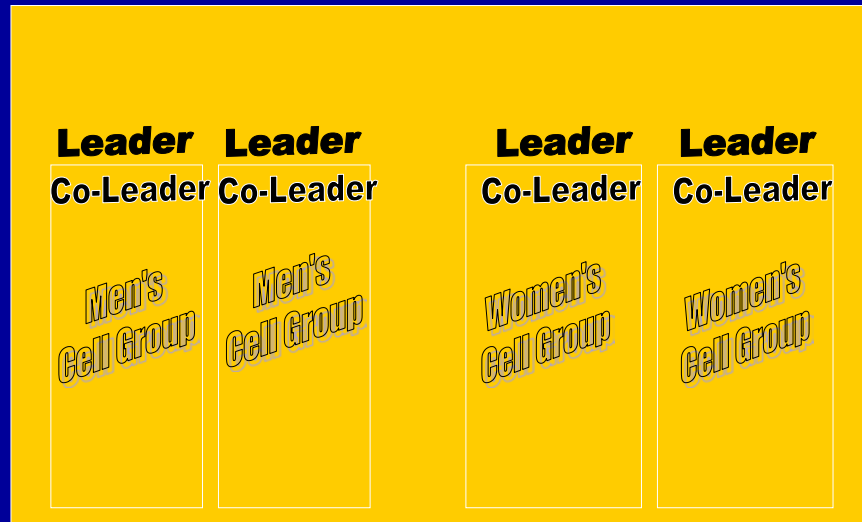 Leader Leader Leader Leader
Co-Leader Co-Leader Co-Leader Co-Leader
Men's Men's Women's Women's
Cell Group Cell Group Cell Group Cell Group